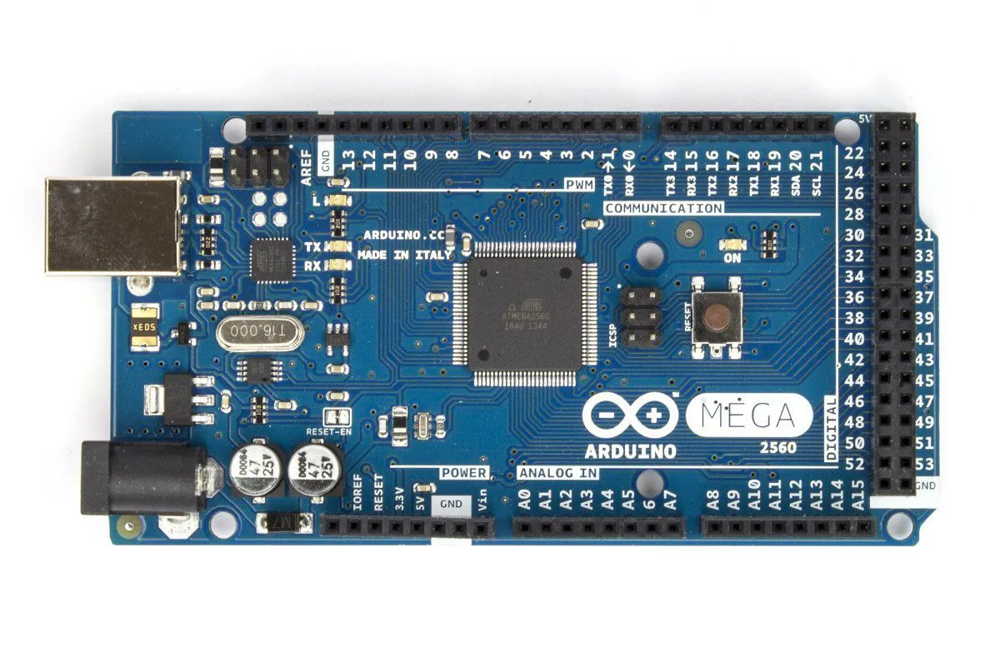 AREF
GND
13
12
11
10
9
8
7
6
5
4
3
2
TX0→1
RX0←0
TX3 14
RX3 15
TX2 16
RX2 17
TX1 18
RX1 19
SDA 20
SCL 21
5V
22
24
26
28
30 31
32 33
34 35
36 37
38 39
40 41
42 43
44 45
46 47
48 49
50 51
52 53
GND
PWM
COMMUNICATION
L
TX
RX
ARDUINO.CC
MADE IN ITALY
ON
ATMEL
ATMEGA2560
16AU 1344
ICSP
RESET
T16.000
RESET-EN
47
25V
47
25V
M7
- +
MEGA
ARDUINO
2560
DIGITAL
POWER
ANALOG IN
IOREF
RESET
3.3V
5V
GND
Vin
A0
A1
A2
A3
A4
A5
6
A7
A8
A9
A10
A11
A12
A13
A14
A15